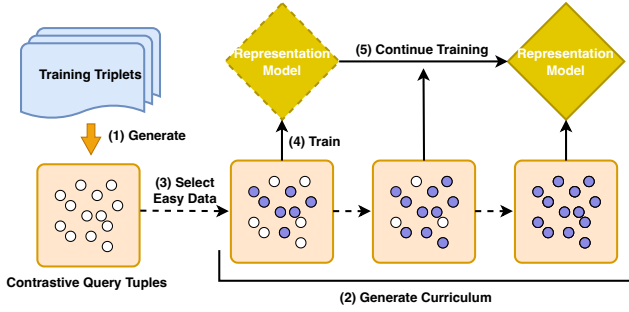 Training Triplets
(1) Generate
Contrastive Query Tuples
(3) Select
Easy Data
Representation
Model
(4) Train
(5) Continue Training
Representation
Model
(2) Generate Curriculum